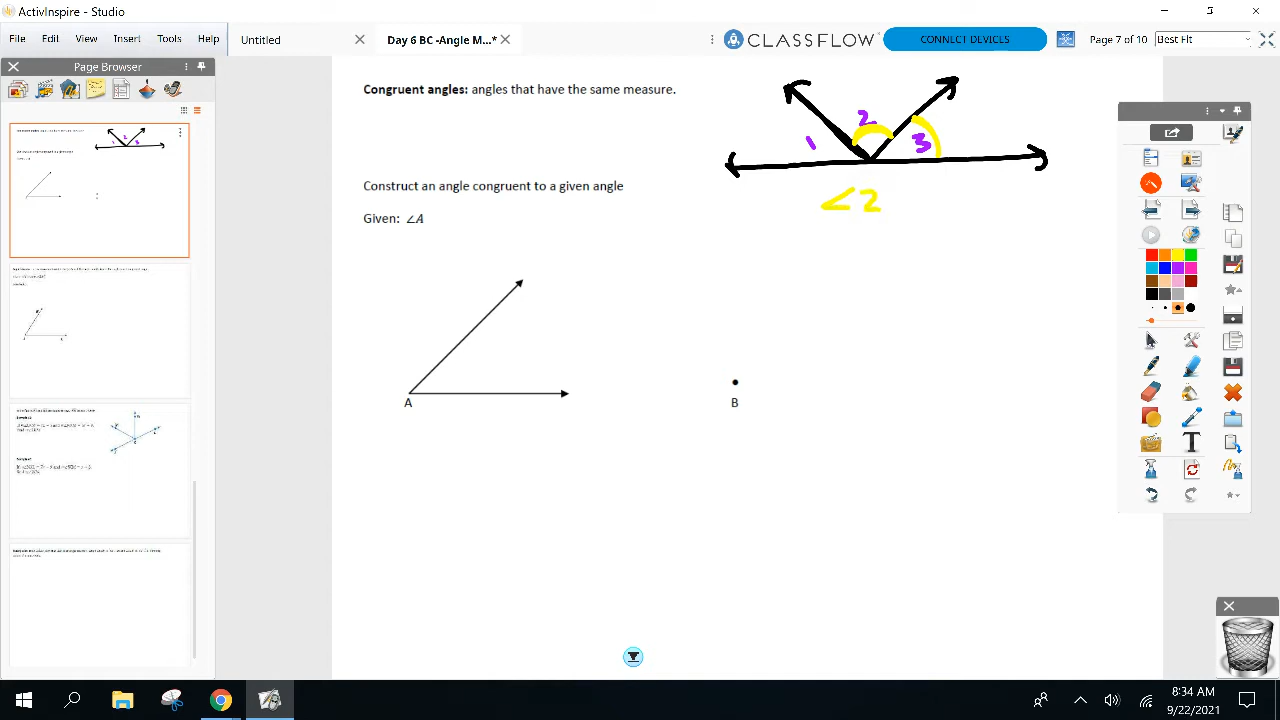 ActivInspire - Studio
File Edit View Insert Tools Help
Untitled
Day 6 BC -Angle M...*
CLASSFLOW
CONNECT DEVICES
Page 7 of 10
Best Fit
Page Browser
Congruent angles: angles that have the same measure.
1 2 3
∠2
Construct an angle congruent to a given angle
Given: ∠A
A
B
T
8:34 AM
9/22/2021